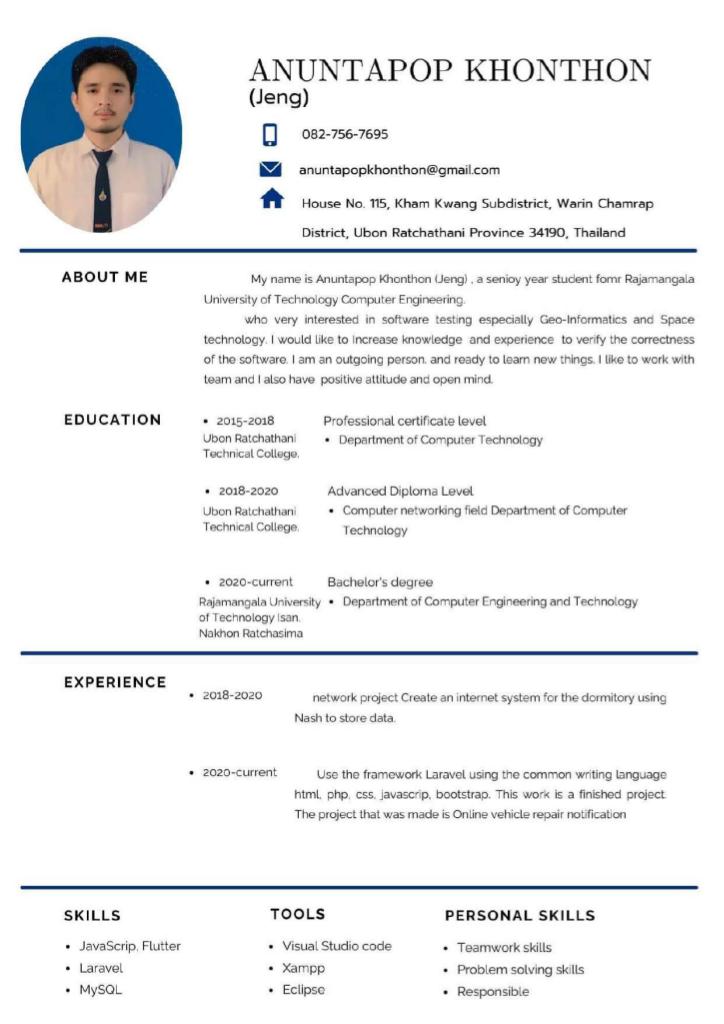 ANUNTAPOP KHONTHON
(Jeng)
082-756-7695
anuntapopkhonthon@gmail.com
House No. 115, Kham Kwang Subdistrict, Warin Chamrap
District, Ubon Ratchathani Province 34190, Thailand
ABOUT ME
My name is Anuntapop Khonthon (Jeng) , a senioy year student fomr Rajamangala
University of Technology Computer Engineering.
who very interested in software testing especially Geo-Informatics and Space
technology. I would like to Increase knowledge and experience to verify the correctness
of the software. I am an outgoing person. and ready to learn new things. I like to work with
team and I also have positive attitude and open mind.
EDUCATION
• 2015-2018
Ubon Ratchathani
Technical College.
Professional certificate level
• Department of Computer Technology
• 2018-2020
Ubon Ratchathani
Technical College.
Advanced Diploma Level
• Computer networking field Department of Computer
Technology
• 2020-current
Rajamangala University
of Technology Isan.
Nakhon Ratchasima
Bachelor's degree
• Department of Computer Engineering and Technology
EXPERIENCE
• 2018-2020
network project Create an internet system for the dormitory using
Nash to store data.
• 2020-current
Use the framework Laravel using the common writing language
html, php, css, javascrip, bootstrap. This work is a finished project.
The project that was made is Online vehicle repair notification
SKILLS
• JavaScrip, Flutter
• Laravel
• MySQL
TOOLS
• Visual Studio code
• Xampp
• Eclipse
PERSONAL SKILLS
• Teamwork skills
• Problem solving skills
• Responsible